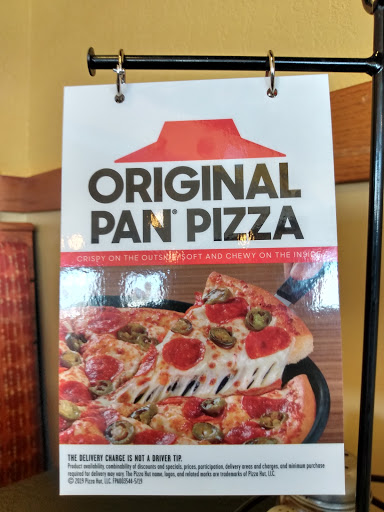 ORIGINAL
PAN® PIZZA
CRISPY ON THE OUTSIDE, SOFT AND CHEWY ON THE INSIDE
THE DELIVERY CHARGE IS NOT A DRIVER TIP.
Product availability, combinability of discounts and specials, prices, participation, delivery areas and charges, and minimum purchase
required for delivery may vary. The Pizza Hut name, logos, and related marks are trademarks of Pizza Hut, LLC.
© 2019 Pizza Hut, LLC. FPN083544-5719